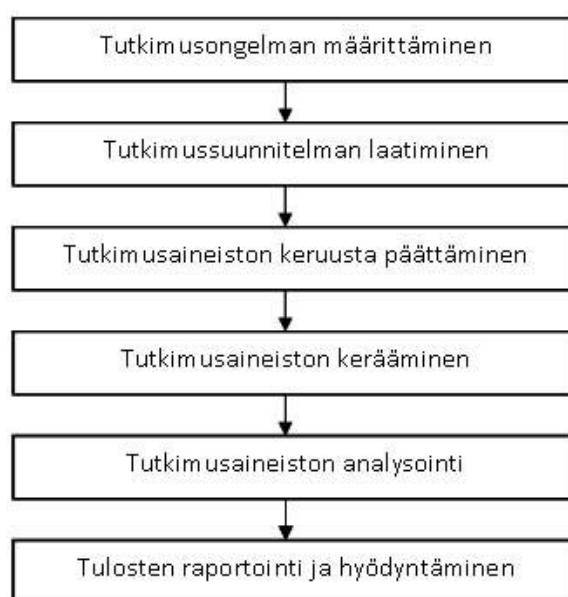 Tutkimusongelman määrittäminen
Tutkimussuunnitelman laatiminen
Tutkimusaineiston keruusta päättäminen
Tutkimusaineiston kerääminen
Tutkimusaineiston analysointi
Tulosten raportointi ja hyödyntäminen